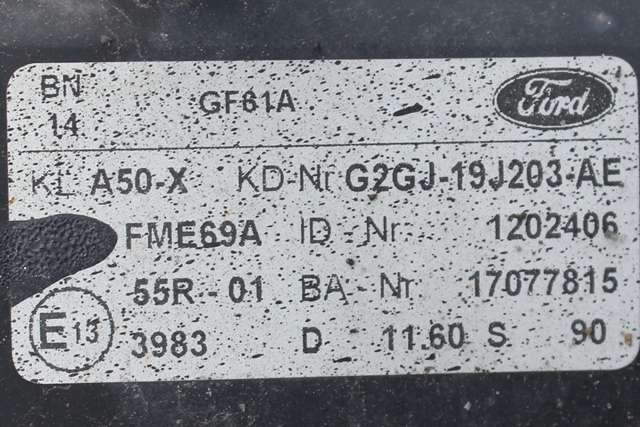 BN
14
GF61A
Ford
KL A50-X KD-Nr G2GJ-19J203-AE
FME69A ID - Nr 1202406
55R - 01 BA - Nr 17077815
E13 3983 D 11.60 S 90